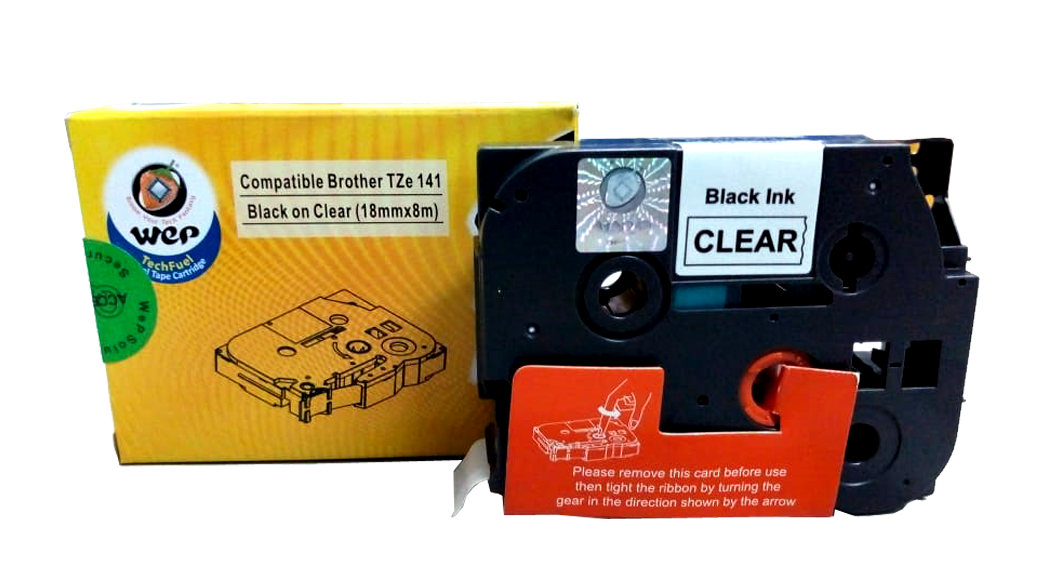 Compatible Brother TZe 141
Black on Clear (18mmx8m)
wep
TechFuel
Tape Cartridge
Black Ink
CLEAR
Please remove this card before use
then tight the ribbon by turning the
gear in the direction shown by the arrow